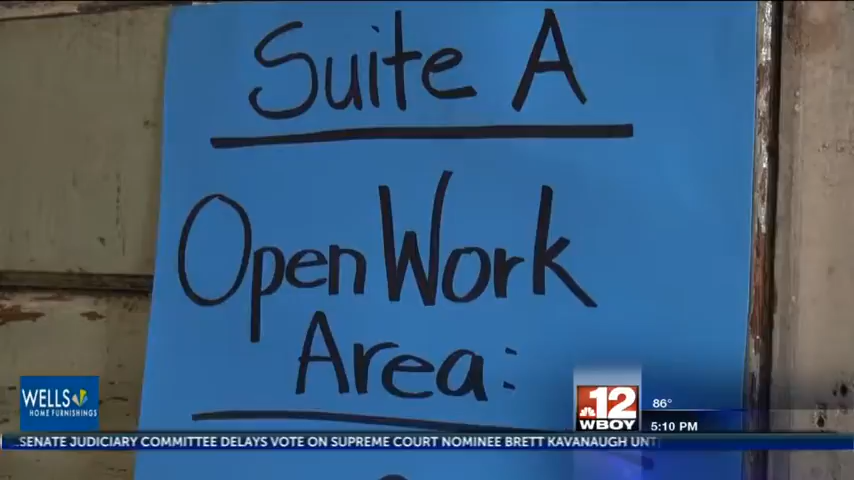 Suite A
Open Work
Area:
WELLS
HOME FURNISHINGS
12
WBOY
86°
5:10 PM
SENATE JUDICIARY COMMITTEE DELAYS VOTE ON SUPREME COURT NOMINEE BRETT KAVANAUGH UNT